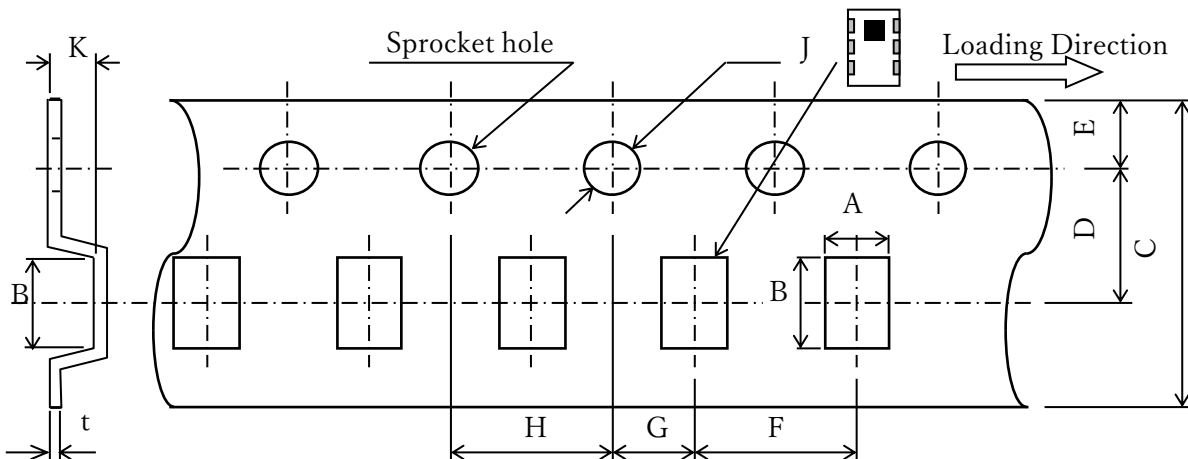 K
Sprocket hole
J
Loading Direction
E
A
D
C
B
B
t
H
G
F